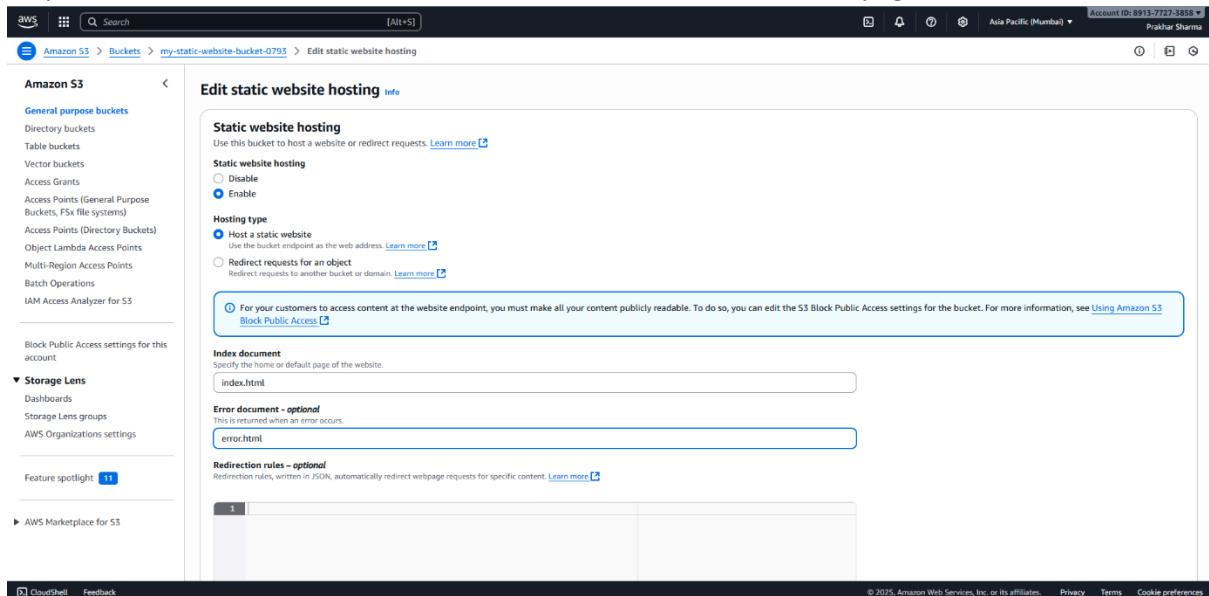 aws
Search [Alt+S]
Asia Pacific (Mumbai) ▼
Account ID: 8913-7727-3858 ▼
Prakhar Sharma
Amazon S3 > Buckets > my-static-website-bucket-0793 > Edit static website hosting
Amazon S3
General purpose buckets
Directory buckets
Table buckets
Vector buckets
Access Grants
Access Points (General Purpose
Buckets, FSx file systems)
Access Points (Directory Buckets)
Object Lambda Access Points
Multi-Region Access Points
Batch Operations
IAM Access Analyzer for S3
Block Public Access settings for this
account
▼ Storage Lens
Dashboards
Storage Lens groups
AWS Organizations settings
Feature spotlight 11
▶ AWS Marketplace for S3
Edit static website hosting Info
Static website hosting
Use this bucket to host a website or redirect requests. Learn more
Static website hosting
Disable
Enable
Hosting type
Host a static website
Use the bucket endpoint as the web address. Learn more
Redirect requests for an object
Redirect requests to another bucket or domain. Learn more
For your customers to access content at the website endpoint, you must make all your content publicly readable. To do so, you can edit the S3 Block Public Access settings for the bucket. For more information, see Using Amazon S3
Block Public Access
Index document
Specify the home or default page of the website.
index.html
Error document - optional
This is returned when an error occurs.
error.html
Redirection rules – optional
Redirection rules, written in JSON, automatically redirect webpage requests for specific content. Learn more
1
CloudShell Feedback
© 2025, Amazon Web Services, Inc. or its affiliates. Privacy Terms Cookie preferences